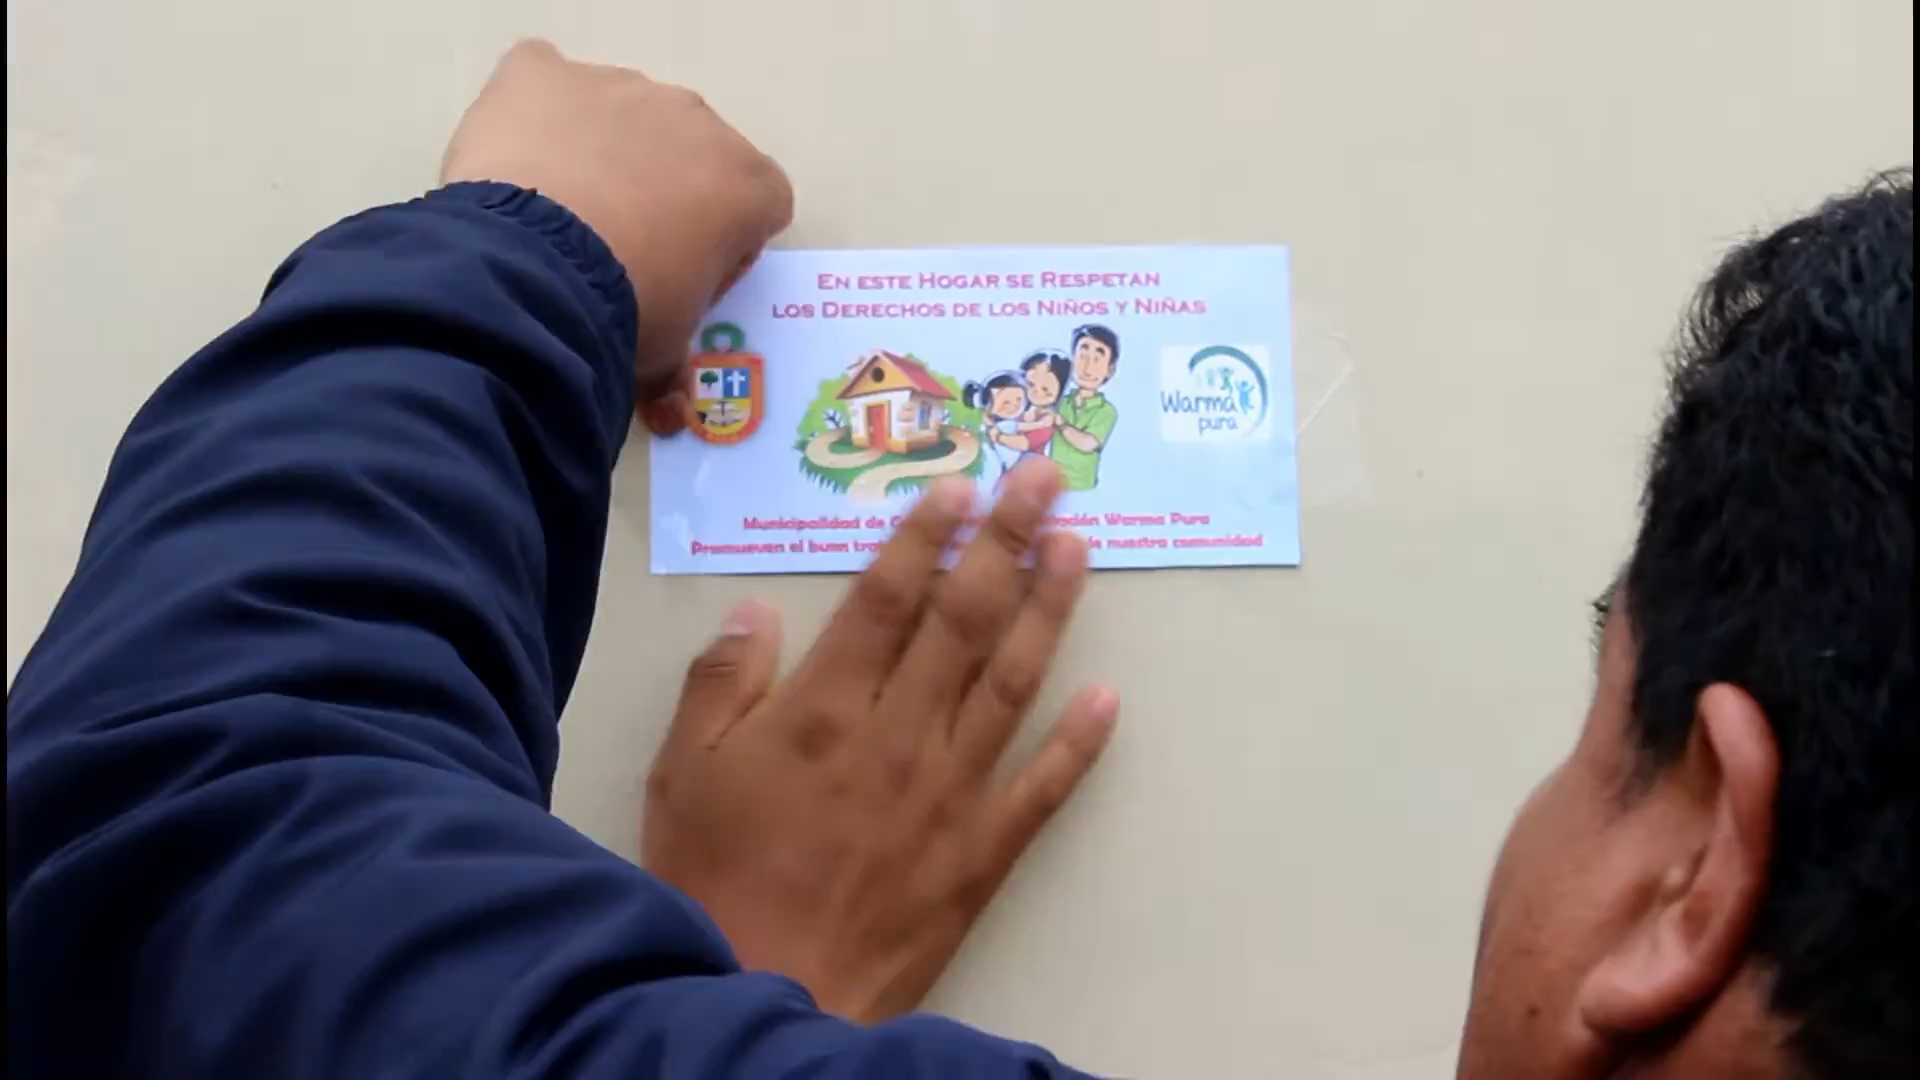 EN ESTE HOGAR SE RESPETAN
LOS DERECHOS DE LOS NIÑOS Y NIÑAS
Warma
pura
Municipalidad de Warma Pura
Promueven el buen de nuestra comunidad